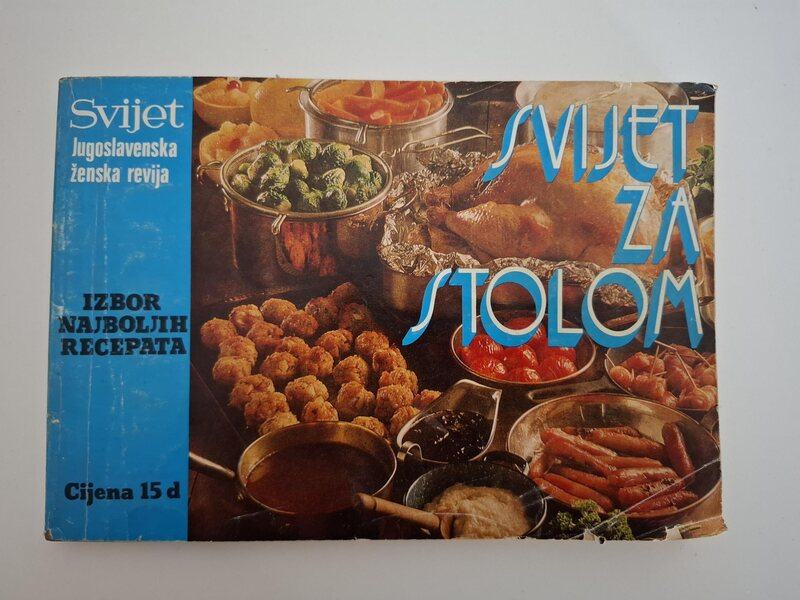 Svijet
Jugoslavenska
ženska revija
IZBOR
NAJBOLJIH
RECEPATA
Cijena 15 d
SVIJET
ZA
STOLOM